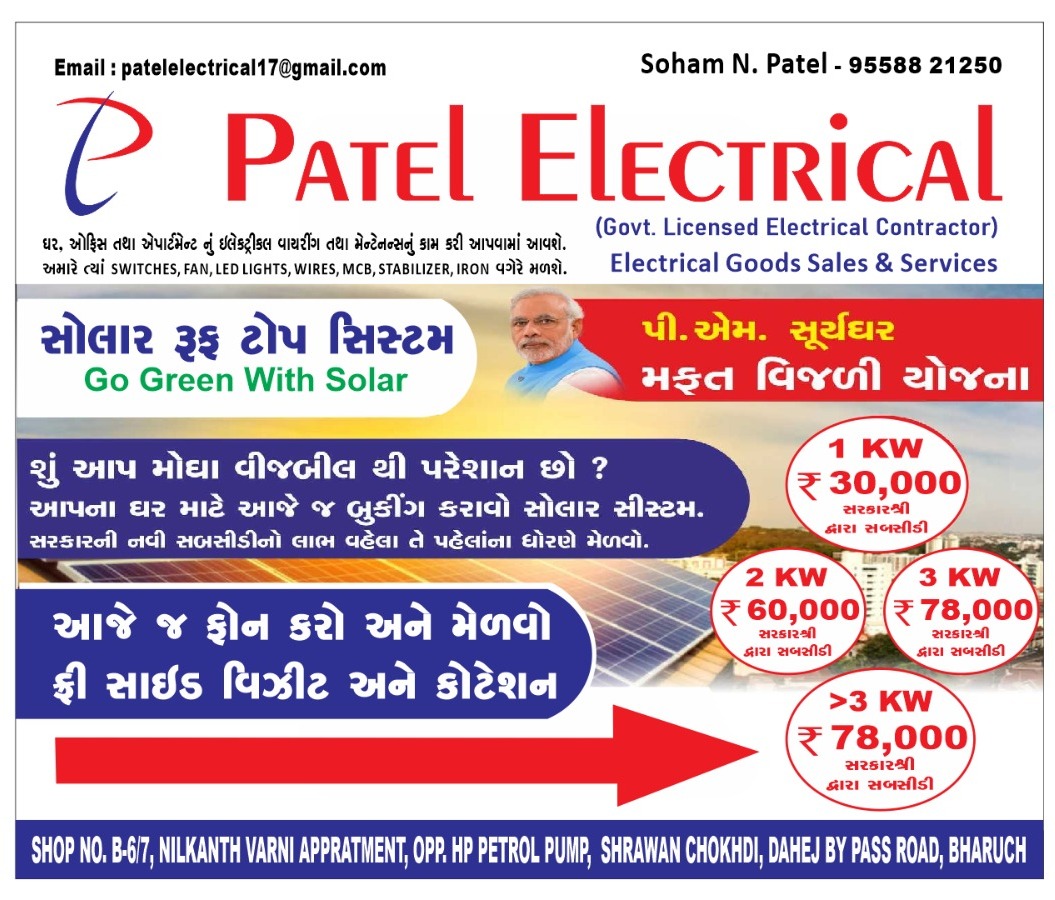 Email : patelelectrical17@gmail.com
Soham N. Patel - 95588 21250
PATEL ELECTRICAL
(Govt. Licensed Electrical Contractor)
Electrical Goods Sales & Services
ઘર, ઓફિસ તથા એપાર્ટમેન્ટ નું ઈલેક્ટ્રીકલ વાયરીંગ તથા મેન્ટેનન્સનું કામ કરી આપવામાં આવશે.
અમારે ત્યાં SWITCHES, FAN, LED LIGHTS, WIRES, MCB, STABILIZER, IRON વગેરે મળશે.
સોલાર રૂફ ટોપ સિસ્ટમ
Go Green With Solar
પી.એમ. સૂર્યઘર
મફત વિજળી યોજના
શું આપ મોઘા વીજબીલ થી પરેશાન છો ?
આપના ઘર માટે આજે જ બુકીંગ કરાવો સોલાર સીસ્ટમ.
સરકારની નવી સબસીડીનો લાભ વહેલા તે પહેલાંના ધોરણે મેળવો.
1 KW
₹ 30,000
સરકારશ્રી
દ્વારા સબસીડી
2 KW
₹ 60,000
સરકારશ્રી
દ્વારા સબસીડી
3 KW
₹ 78,000
સરકારશ્રી
દ્વારા સબસીડી
આજે જ ફોન કરો અને મેળવો
ફ્રી સાઇડ વિઝીટ અને કોટેશન
>3 KW
₹ 78,000
સરકારશ્રી
દ્વારા સબસીડી
SHOP NO. B-6/7, NILKANTH VARNI APPRATMENT, OPP. HP PETROL PUMP, SHRAWAN CHOKHDI, DAHEJ BY PASS ROAD, BHARUCH